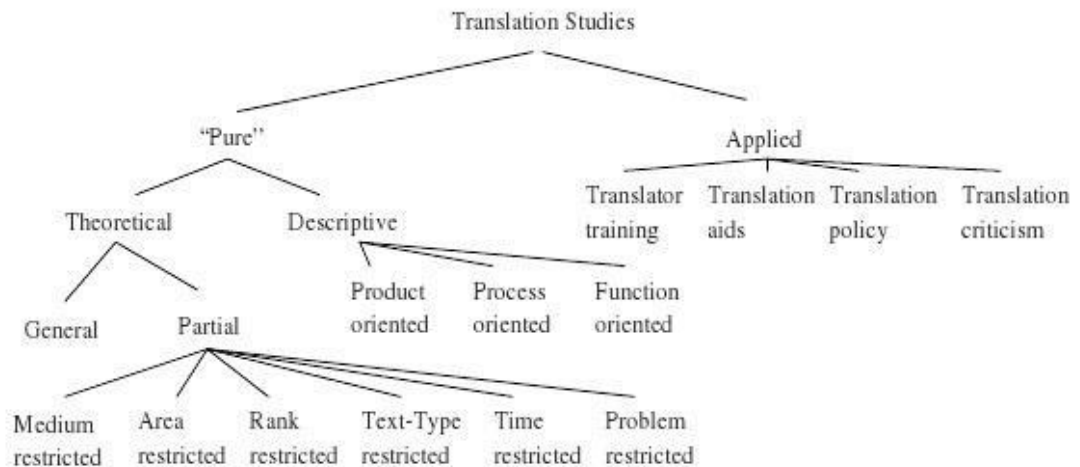 Translation Studies
“Pure”
Applied
Translator training
Translation aids
Translation policy
Translation criticism
Theoretical
Descriptive
Product oriented
Process oriented
Function oriented
General
Partial
Medium restricted
Area restricted
Rank restricted
Text-Type restricted
Time restricted
Problem restricted